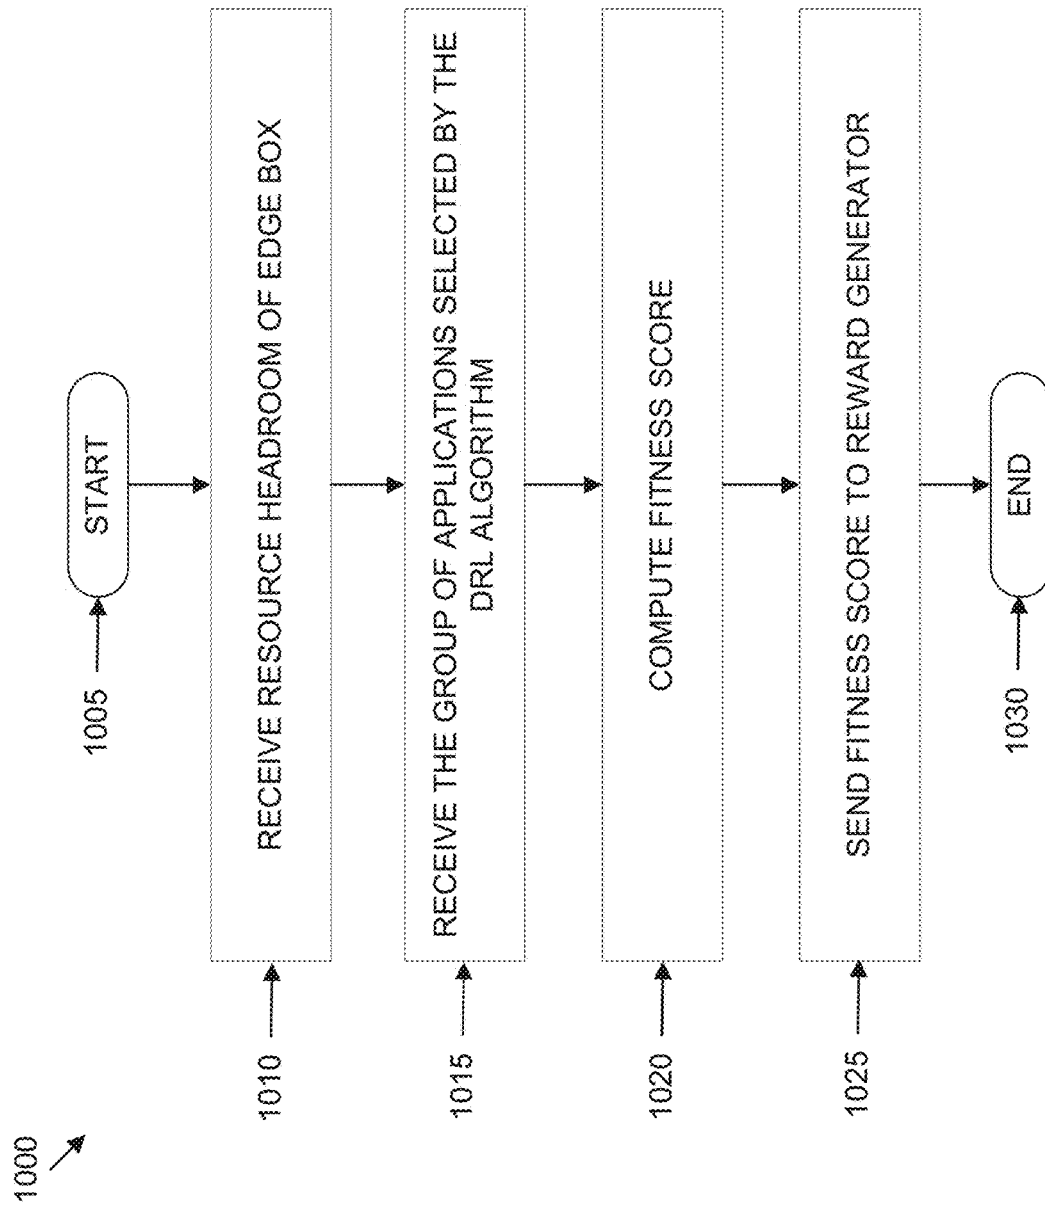 1000
1005
START
1010
RECEIVE RESOURCE HEADROOM OF EDGE BOX
1015
RECEIVE THE GROUP OF APPLICATIONS SELECTED BY THE
DRL ALGORITHM
1020
COMPUTE FITNESS SCORE
1025
SEND FITNESS SCORE TO REWARD GENERATOR
1030
END